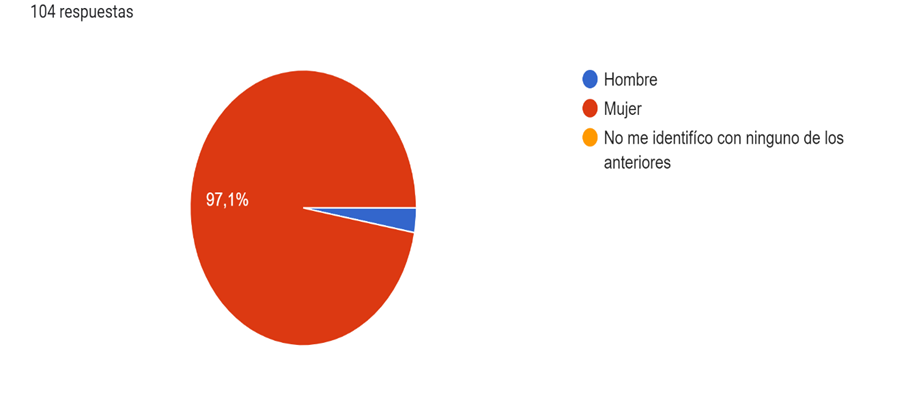 104 respuestas
Hombre
Mujer
No me identifíco con ninguno de los
anteriores
97,1%